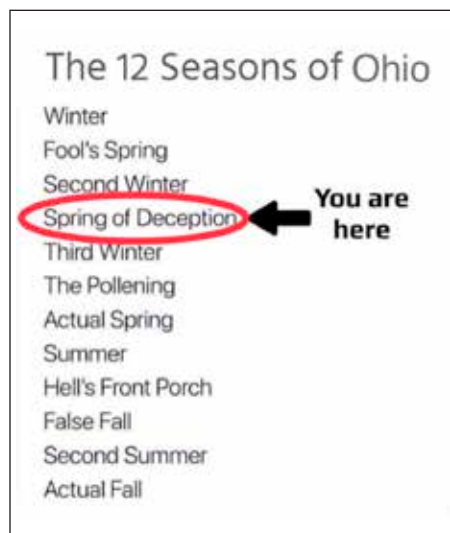 The 12 Seasons of Ohio
Winter
Fool's Spring
Second Winter
Spring of Deception
You are
here
Third Winter
The Pollening
Actual Spring
Summer
Hell's Front Porch
False Fall
Second Summer
Actual Fall